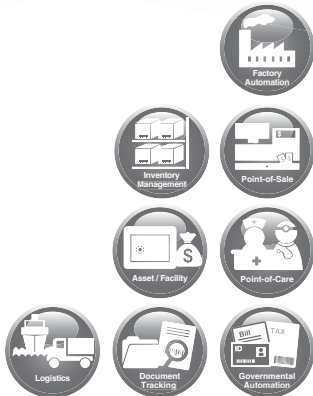 Factory
Automation
Inventory
Management
$
$ $
Point-of-Sale
$
Asset / Facility
Point-of-Care
Logistics
Document
Tracking
Bill
TAX
ID
Governmental
Automation